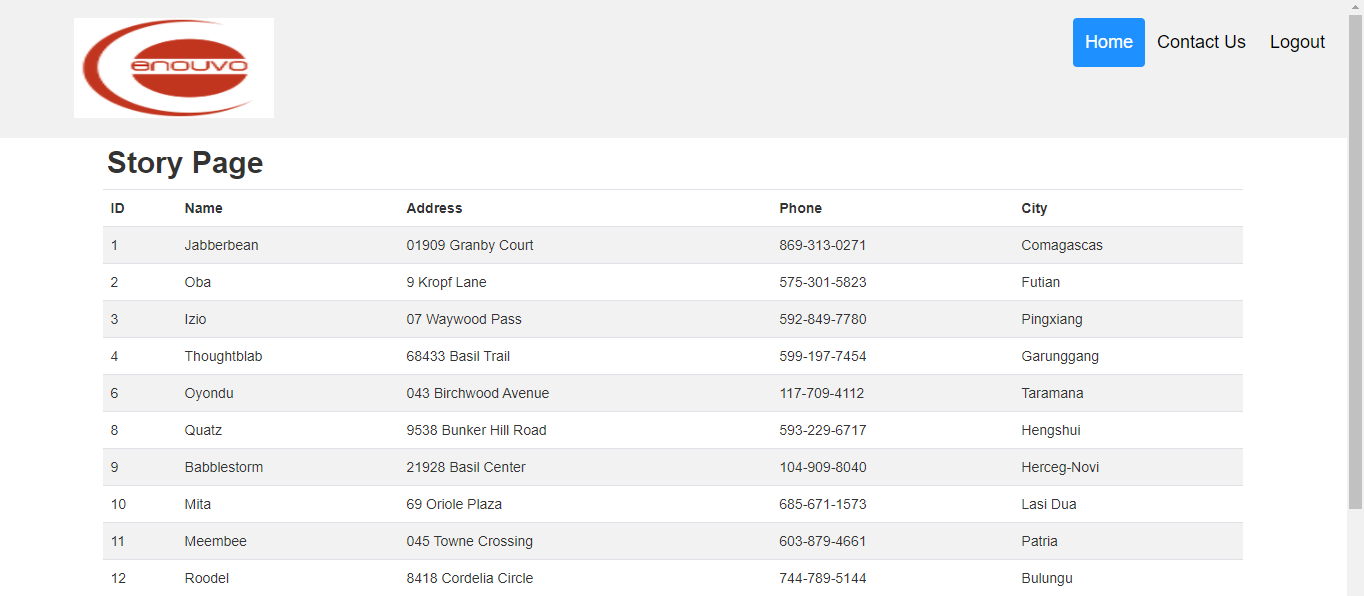 enouvo
Home Contact Us Logout
Story Page
ID Name Address Phone City
1 Jabberbean 01909 Granby Court 869-313-0271 Comagascas
2 Oba 9 Kropf Lane 575-301-5823 Futian
3 Izio 07 Waywood Pass 592-849-7780 Pingxiang
4 Thoughtblab 68433 Basil Trail 599-197-7454 Garunggang
6 Oyondu 043 Birchwood Avenue 117-709-4112 Taramana
8 Quatz 9538 Bunker Hill Road 593-229-6717 Hengshui
9 Babblestorm 21928 Basil Center 104-909-8040 Herceg-Novi
10 Mita 69 Oriole Plaza 685-671-1573 Lasi Dua
11 Meembee 045 Towne Crossing 603-879-4661 Patria
12 Roodel 8418 Cordelia Circle 744-789-5144 Bulungu